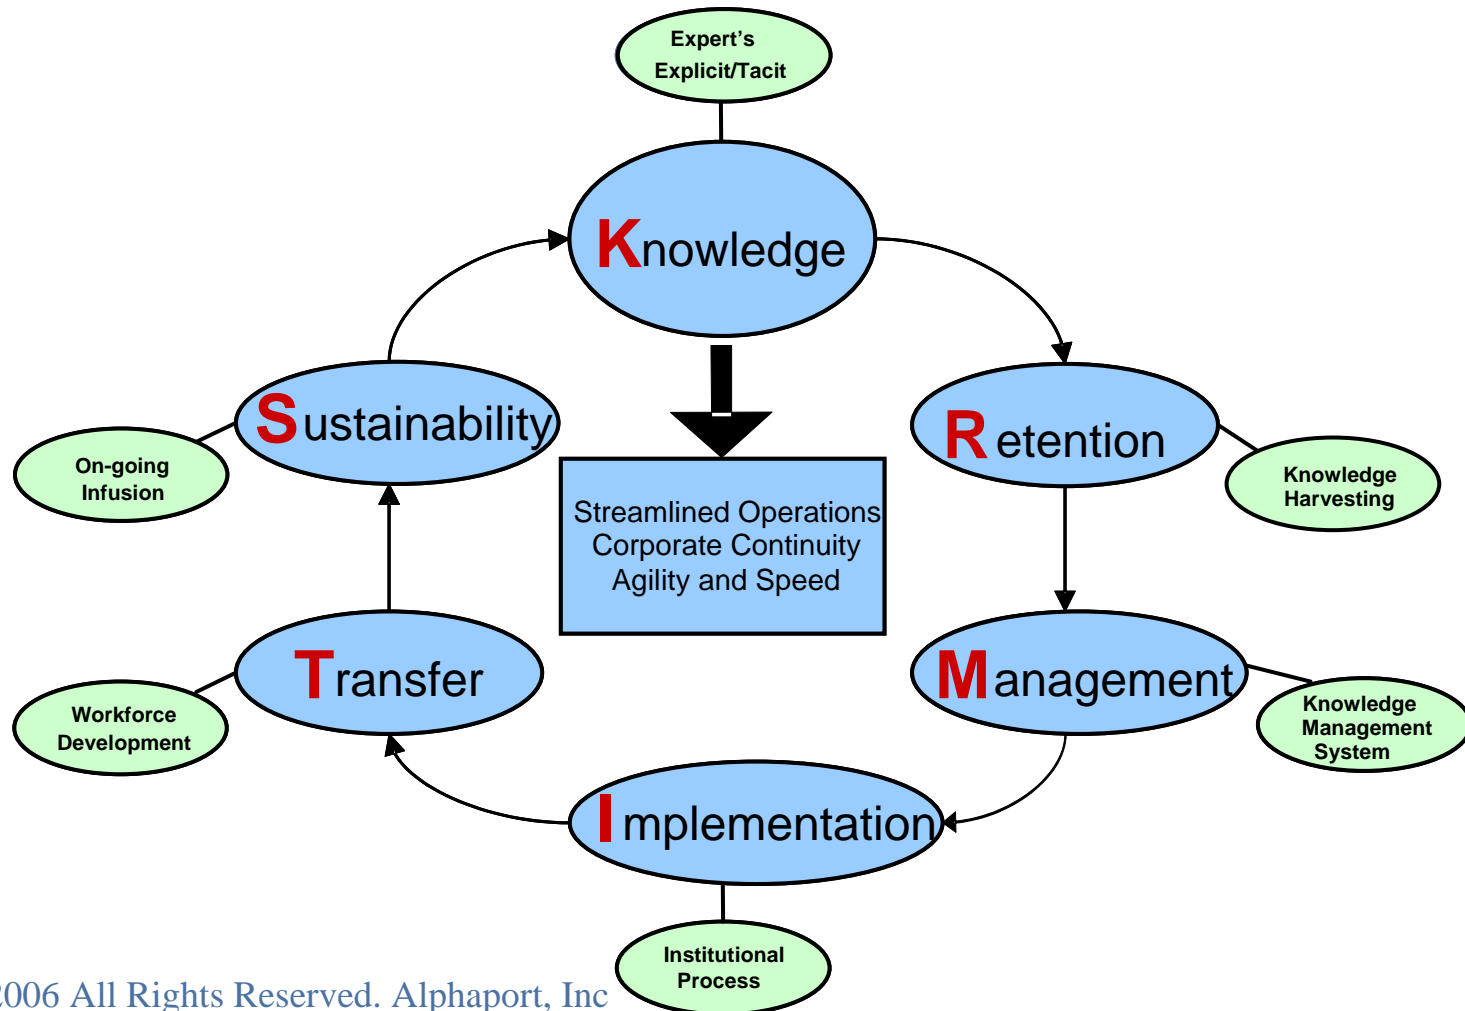 Expert's
Explicit/Tacit
Knowledge
Sustainability
Retention
On-going
Infusion
Knowledge
Harvesting
Streamlined Operations
Corporate Continuity
Agility and Speed
Transfer
Management
Workforce
Development
Knowledge
Management
System
Implementation
Institutional
Process
2006 All Rights Reserved. Alphaport, Inc